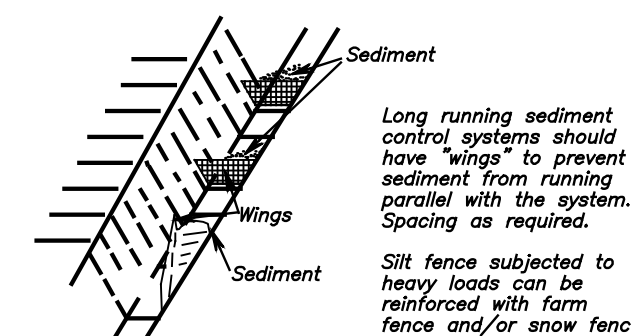 Sediment
Long running sediment
control systems should
have "wings" to prevent
sediment from running
parallel with the system.
Spacing as required.
Wings
Sediment
Silt fence subjected to
heavy loads can be
reinforced with farm
fence and/or snow fenc